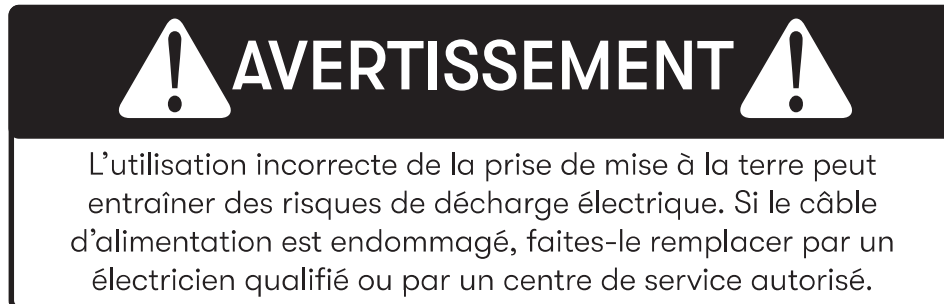 AVERTISSEMENT
L'utilisation incorrecte de la prise de mise à la terre peut
entraîner des risques de décharge électrique. Si le câble
d'alimentation est endommagé, faites-le remplacer par un
électricien qualifié ou par un centre de service autorisé.